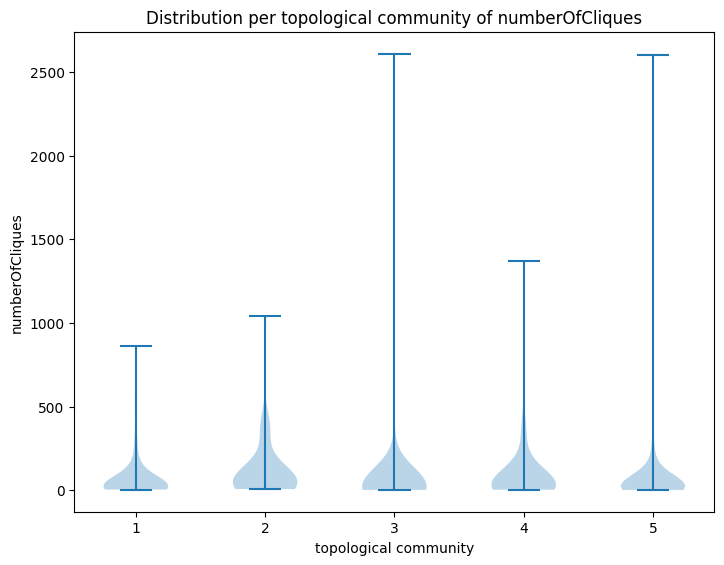 Distribution per topological community of numberOfCliques
numberOfCliques
2500
2000
1500
1000
500
0
1 2 3 4 5
topological community